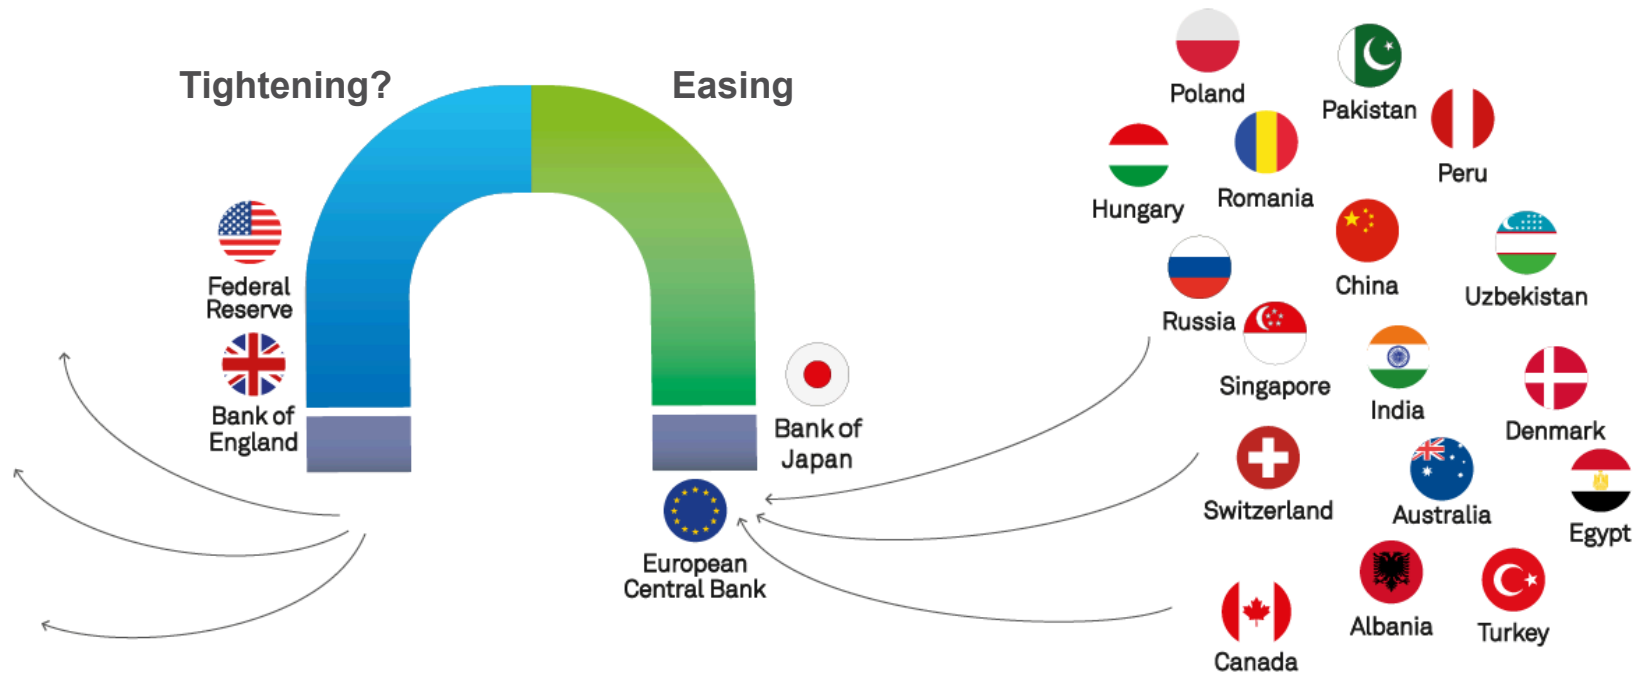 Tightening?
Easing
Federal
Reserve
Bank of
England
Bank of
Japan
European
Central Bank
Poland
Pakistan
Peru
Hungary
Romania
China
Uzbekistan
Russia
Singapore
India
Denmark
Switzerland
Australia
Egypt
Albania
Turkey
Canada